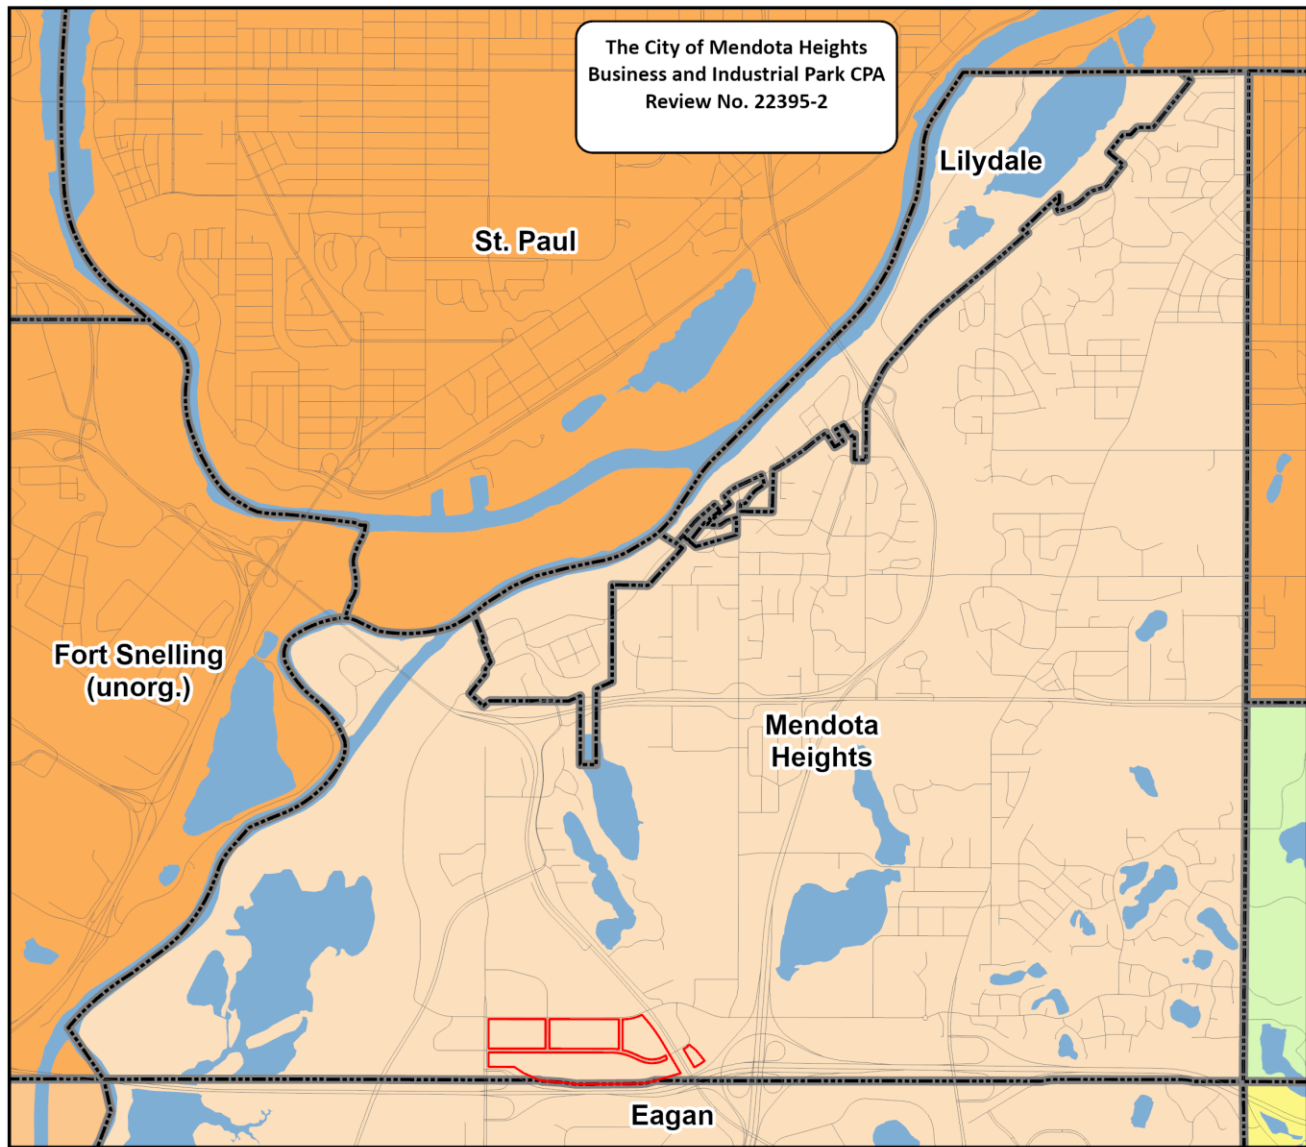 The City of Mendota Heights
Business and Industrial Park CPA
Review No. 22395-2
Lilydale
St. Paul
Fort Snelling
(unorg.)
Mendota
Heights
Eagan